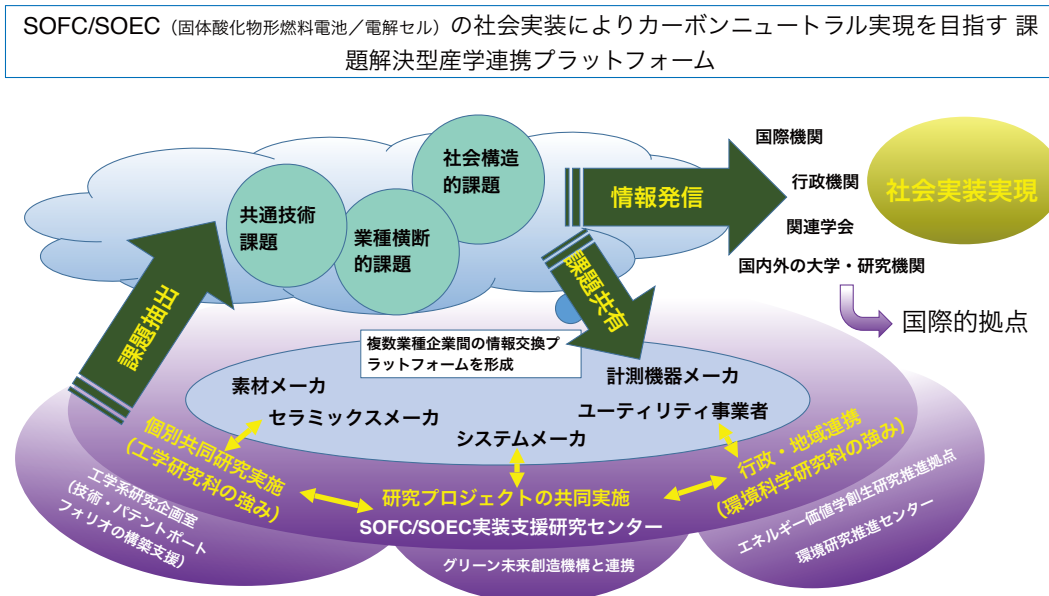 SOFC/SOEC（固体酸化物形燃料電池／電解セル）の社会実装によりカーボンニュートラル実現を目指す 課
題解決型産学連携プラットフォーム
社会構造
的課題
共通技術
課題
業種横断
的課題
情報発信
国際機関
行政機関
関連学会
国内外の大学・研究機関
社会実装実現
国際的拠点
課題抽出
課題共有
複数業種企業間の情報交換プ
ラットフォームを形成
素材メーカ
セラミックスメーカ
システムメーカ
計測機器メーカ
ユーティリティ事業者
個別共同研究実施
(工学研究科の強み)
研究プロジェクトの共同実施
SOFC/SOEC実装支援研究センター
行政・地域連携
(環境科学研究科の強み)
工学系研究企画室
(技術・パテントポート
フォリオの構築支援)
グリーン未来創造機構と連携
エネルギー価値学創生研究推進拠点
環境研究推進センター